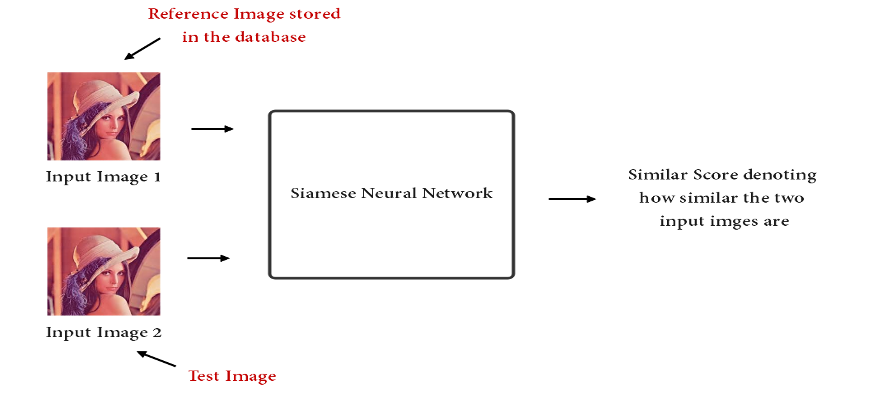 Reference Image stored
in the database
Input Image 1
Siamese Neural Network
Similar Score denoting
how similar the two
input imges are
Input Image 2
Test Image